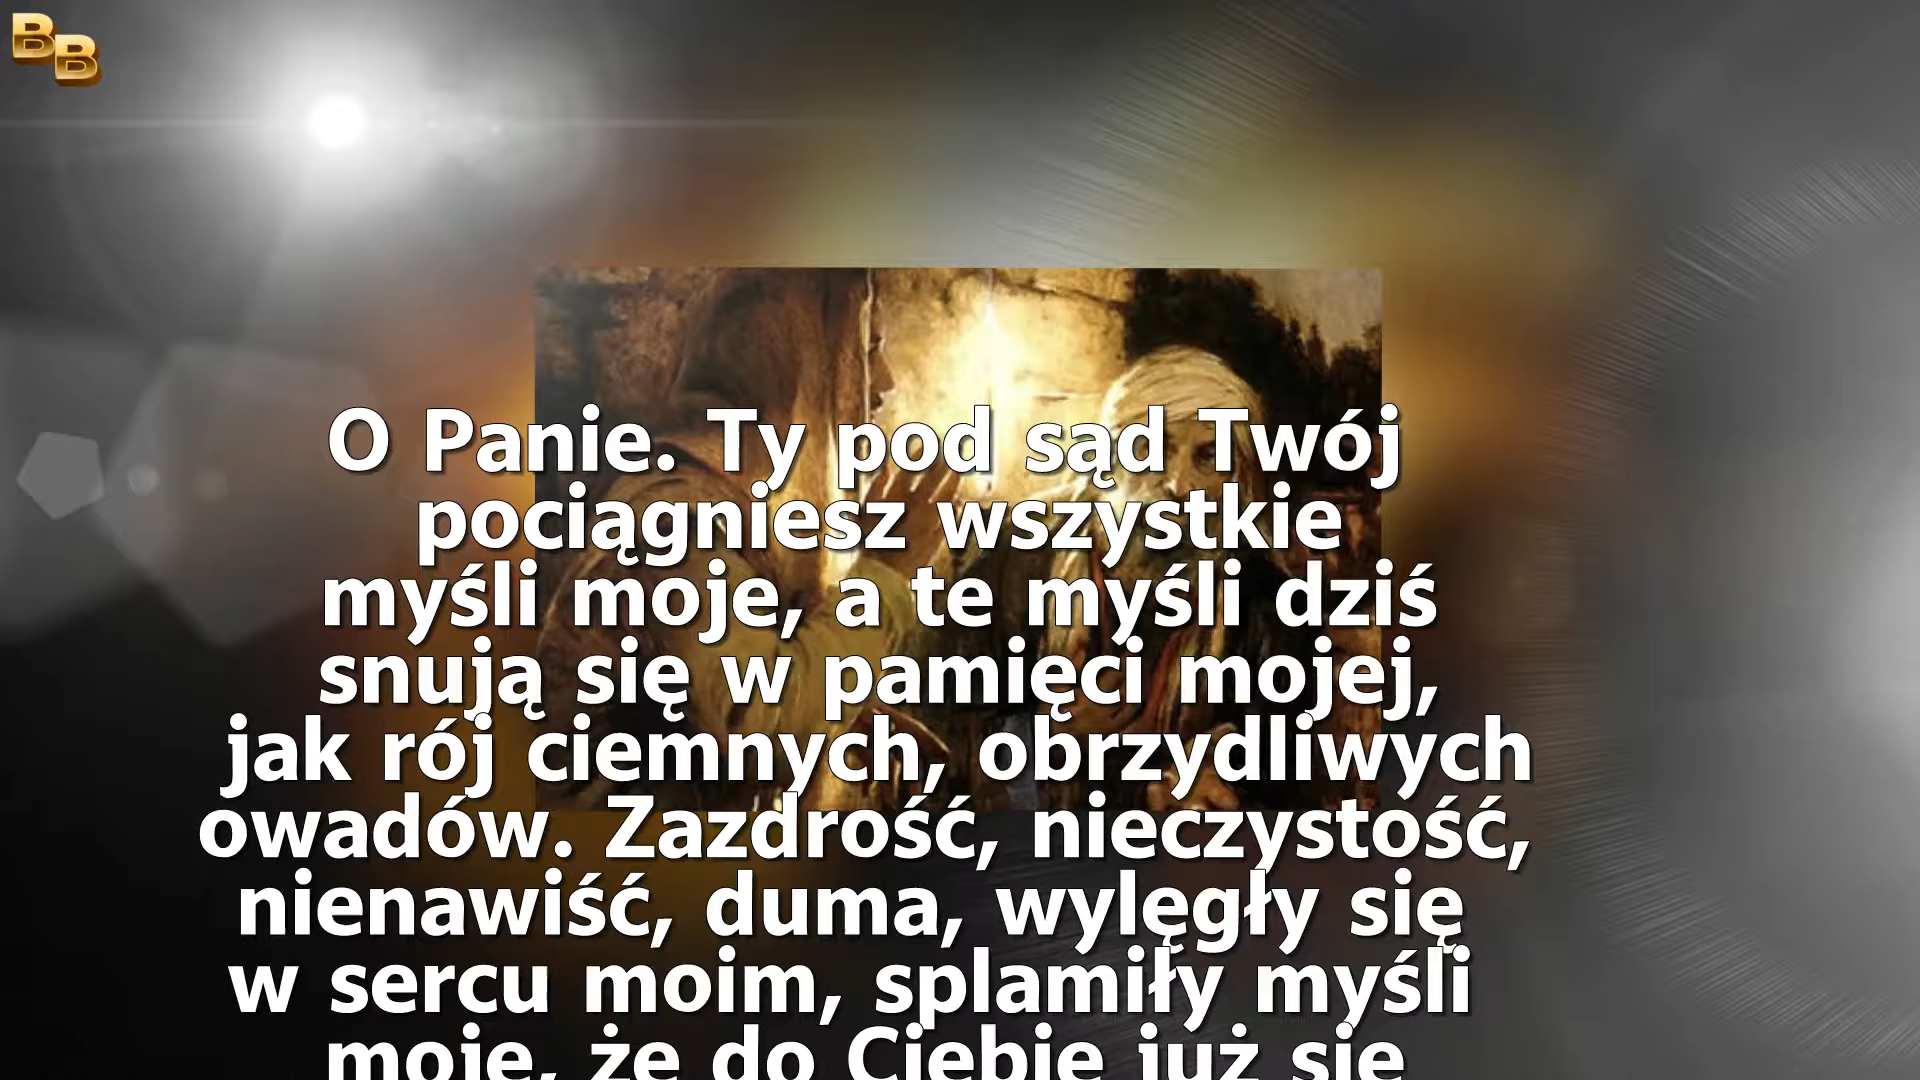 BB
O Panie. Ty pod sąd Twój
pociągniesz wszystkie
myśli moje, a te myśli dziś
snują się w pamięci mojej,
jak rój ciemnych, obrzydliwych
owadów. Zazdrość, nieczystość,
nienawiść, duma, wylęgły się
w sercu moim, splamiły myśli
moje, że do Ciebie już się